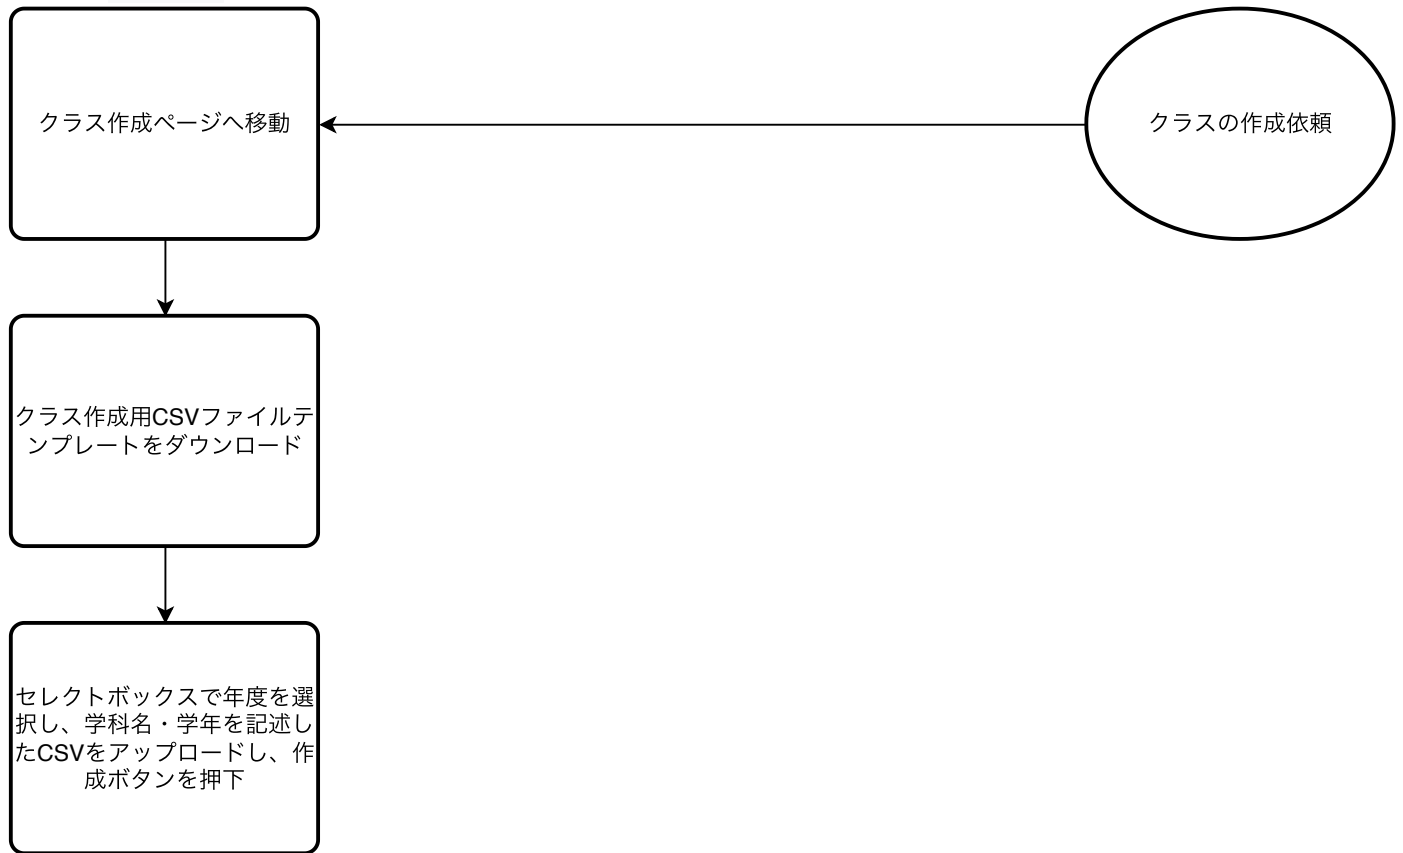 クラス作成ページへ移動
クラスの作成依頼
クラス作成用CSVファイルテ
ンプレートをダウンロード
セレクトボックスで年度を選
択し、学科名・学年を記述し
たCSVをアップロードし、作
成ボタンを押下